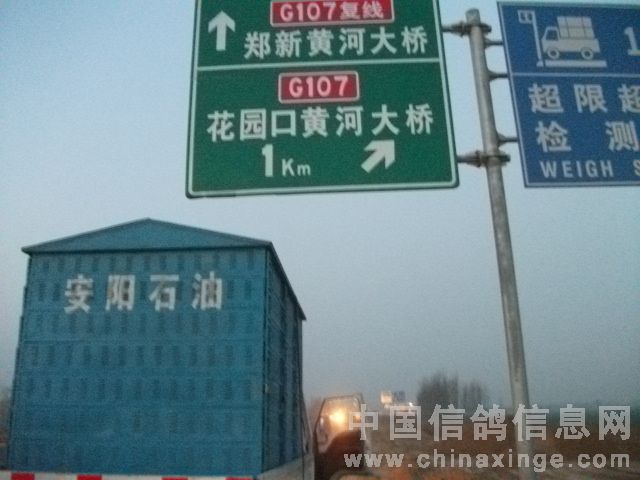 G107复线
郑新黄河大桥
G107
花园口黄河大桥
1Km
1
超限超
检 测
WEIGH S
安阳石油
中国信鸽信息网
www.chinaxinge.com